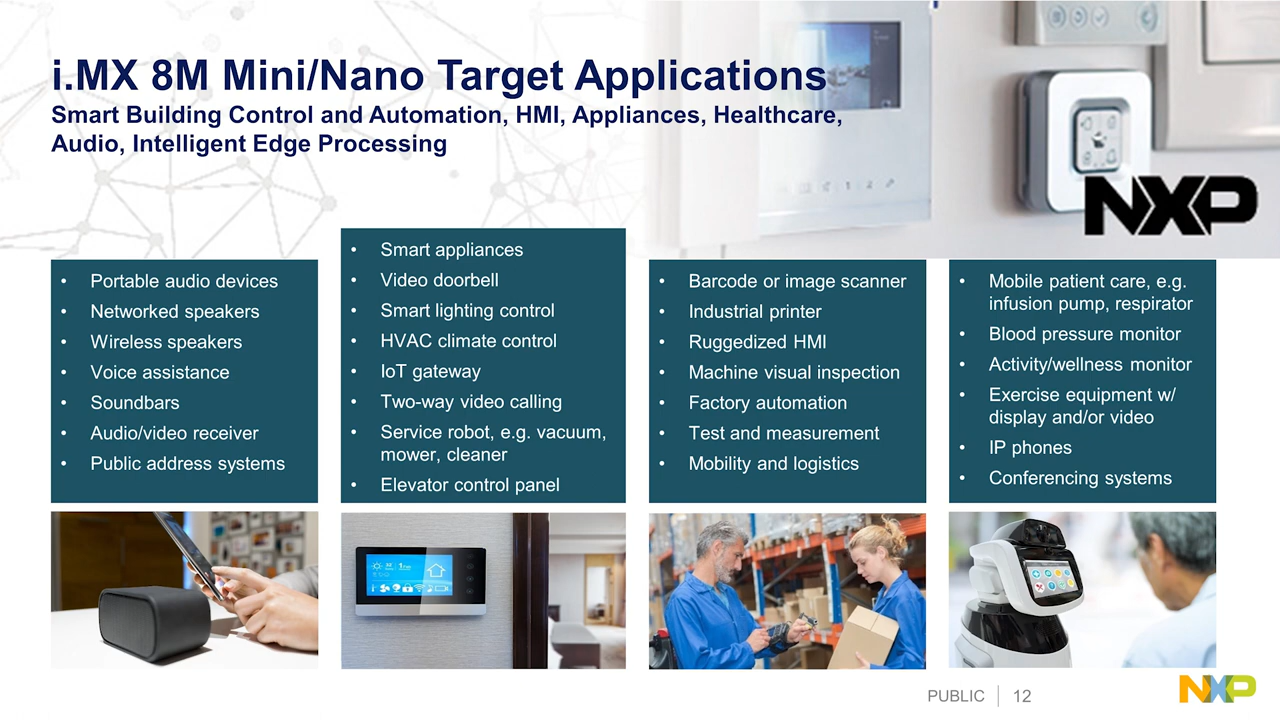 i.MX 8M Mini/Nano Target Applications
Smart Building Control and Automation, HMI, Appliances, Healthcare,
Audio, Intelligent Edge Processing
NXP
• Portable audio devices
• Networked speakers
• Wireless speakers
• Voice assistance
• Soundbars
• Audio/video receiver
• Public address systems
• Smart appliances
• Video doorbell
• Smart lighting control
• HVAC climate control
• IoT gateway
• Two-way video calling
• Service robot, e.g. vacuum,
mower, cleaner
• Elevator control panel
• Barcode or image scanner
• Industrial printer
• Ruggedized HMI
• Machine visual inspection
• Factory automation
• Test and measurement
• Mobility and logistics
• Mobile patient care, e.g.
infusion pump, respirator
• Blood pressure monitor
• Activity/wellness monitor
• Exercise equipment w/
display and/or video
• IP phones
• Conferencing systems
PUBLIC | 12
NXP